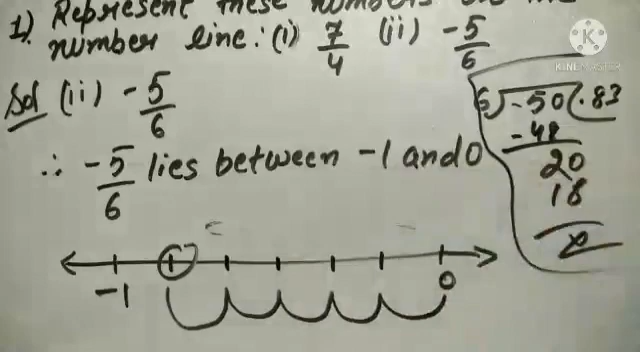 1). Represent these numbers on the
number line: (i) 7/4 (ii) -5/6
Sol (ii) -5/6
∴ -5/6 lies between -1 and 0
6) -50 (.83
-48
20
18
-1 0
KINEMASTER